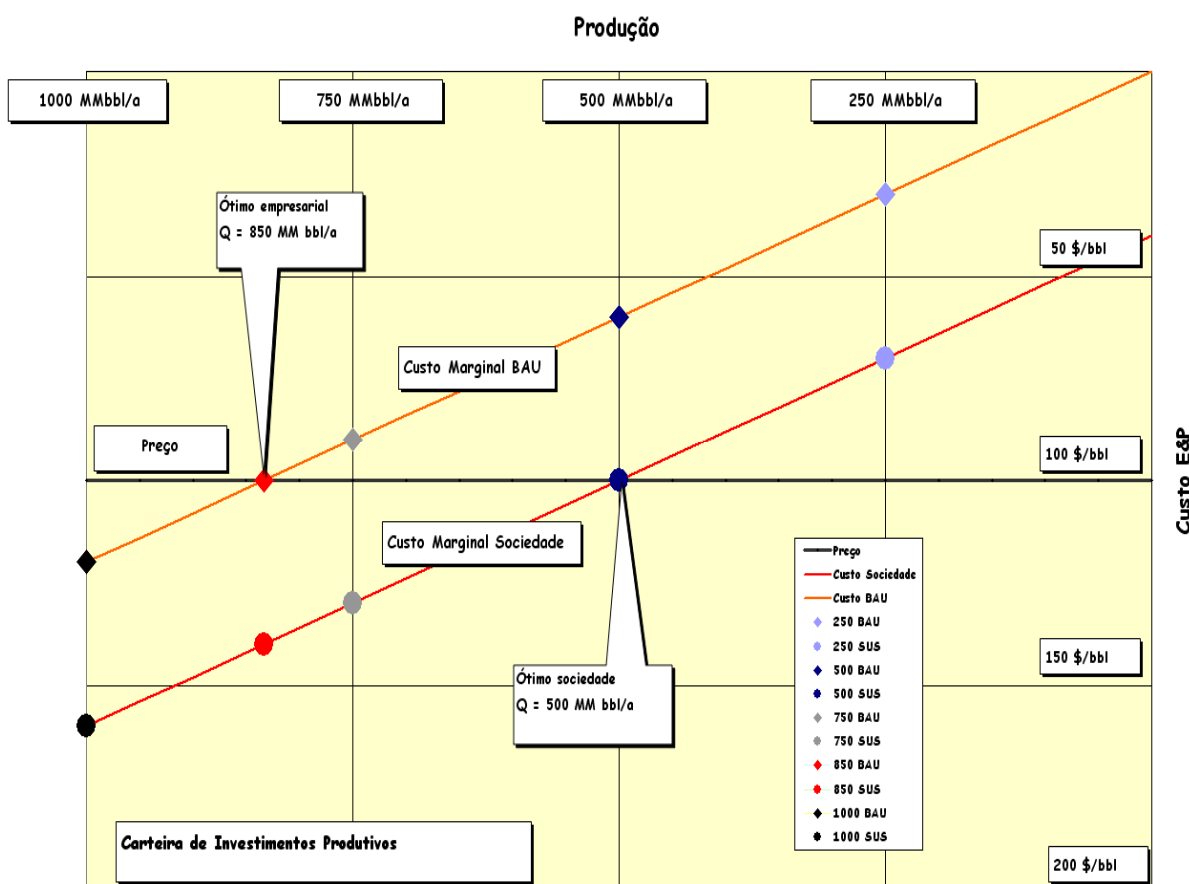 Produção
1000 MMbbl/a
750 MMbbl/a
500 MMbbl/a
250 MMbbl/a
Ótimo empresarial
Q = 850 MM bbl/a
50 $/bbl
Custo Marginal BAU
Preço
100 $/bbl
Custo E&P
Custo Marginal Sociedade
Preço
Custo Sociedade
Custo BAU
250 BAU
250 SUS
500 BAU
500 SUS
750 BAU
750 SUS
850 BAU
850 SUS
1000 BAU
1000 SUS
150 $/bbl
Ótimo sociedade
Q = 500 MM bbl/a
Carteira de Investimentos Produtivos
200 $/bbl